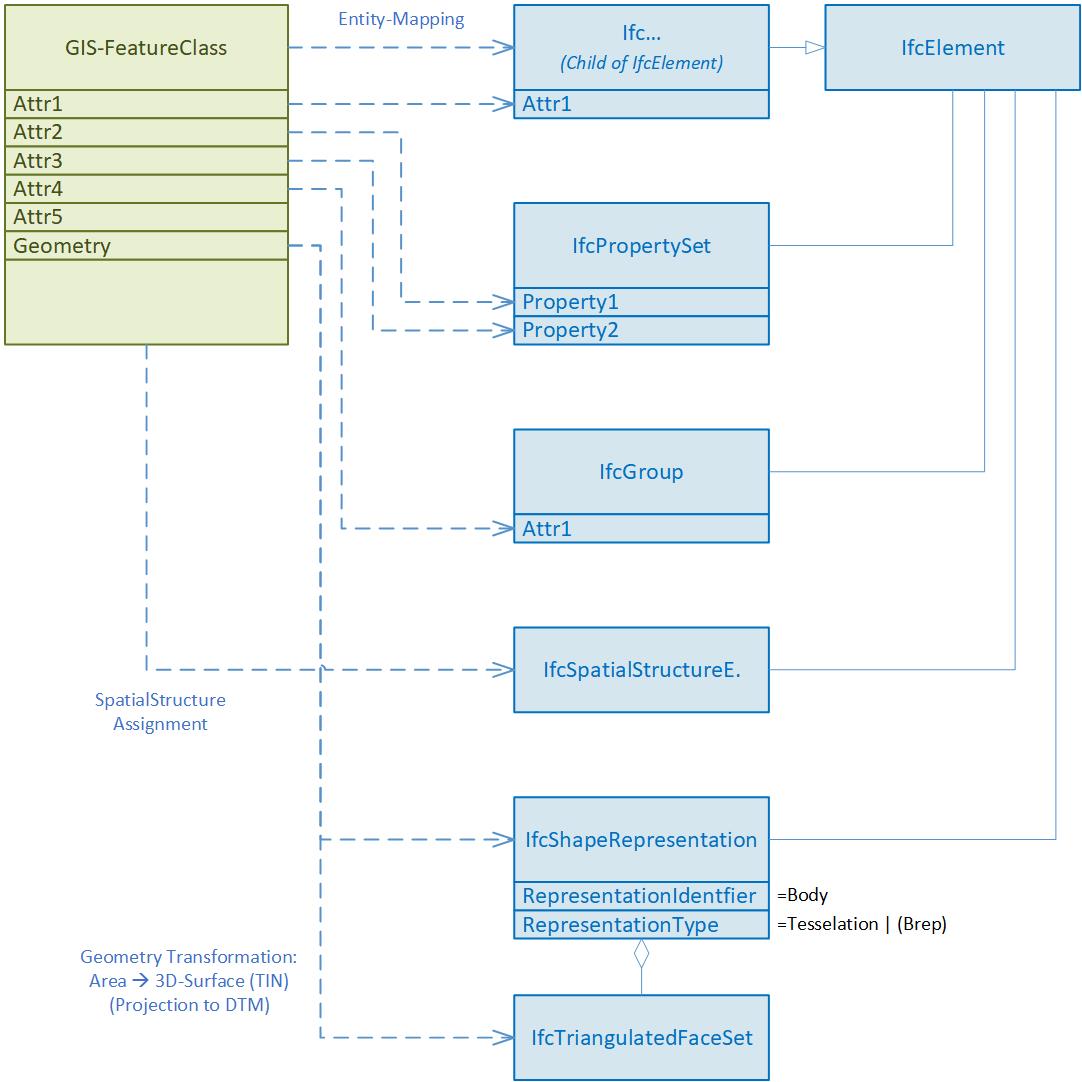 Entity-Mapping
GIS-FeatureClass
Attr1
Attr2
Attr3
Attr4
Attr5
Geometry
Ifc...
(Child of IfcElement)
Attr1
IfcElement
IfcPropertySet
Property1
Property2
IfcGroup
Attr1
IfcSpatialStructureE.
SpatialStructure
Assignment
IfcShapeRepresentation
RepresentationIdentfier
=Body
RepresentationType
=Tesselation | (Brep)
Geometry Transformation:
Area → 3D-Surface (TIN)
(Projection to DTM)
IfcTriangulatedFaceSet